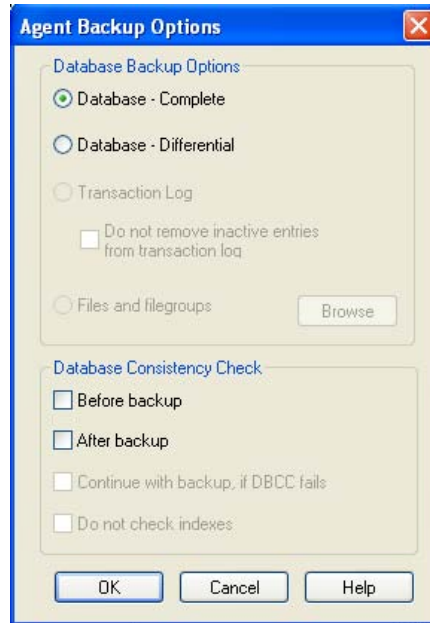 Agent Backup Options
Database Backup Options
Database - Complete
Database - Differential
Transaction Log
Do not remove inactive entries
from transaction log
Files and filegroups
Browse
Database Consistency Check
Before backup
After backup
Continue with backup, if DBCC fails
Do not check indexes
OK
Cancel
Help